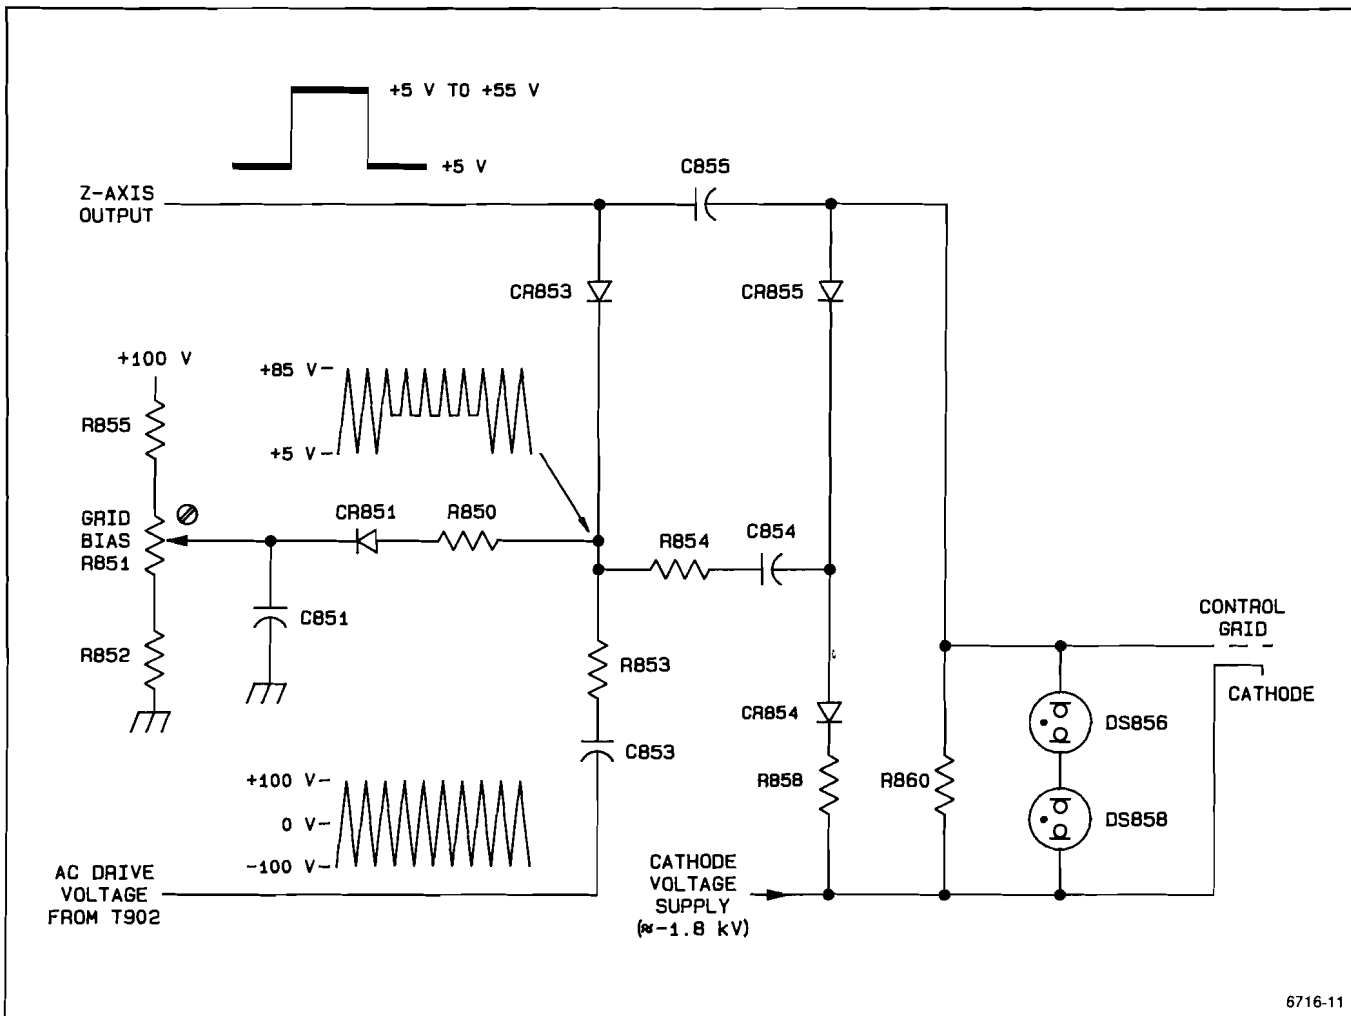 +5 V TO +55 V
+5 V
Z-AXIS
OUTPUT
C855
CR853
CR855
+100 V
R855
+85 V
+5 V
GRID
BIAS
R851
CR851
R850
R854
C854
C851
R852
R853
CONTROL
GRID
CATHODE
CR854
DS856
C853
+100 V
0 V
-100 V
R858
R860
DS858
AC DRIVE
VOLTAGE
FROM T902
CATHODE
VOLTAGE
SUPPLY
(≈-1.8 kV)
6716-11